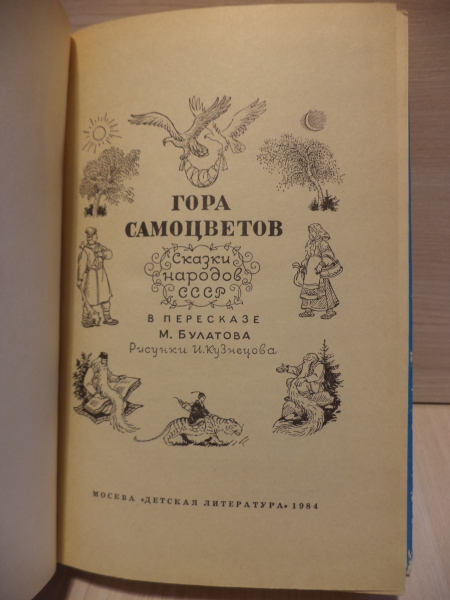 ГОРА
САМОЦВЕТОВ
Сказки
народов
СССР
В ПЕРЕСКАЗЕ
М. БУЛАТОВА
Рисунки И. Кузнецова
МОСКВА «ДЕТСКАЯ ЛИТЕРАТУРА» 1984